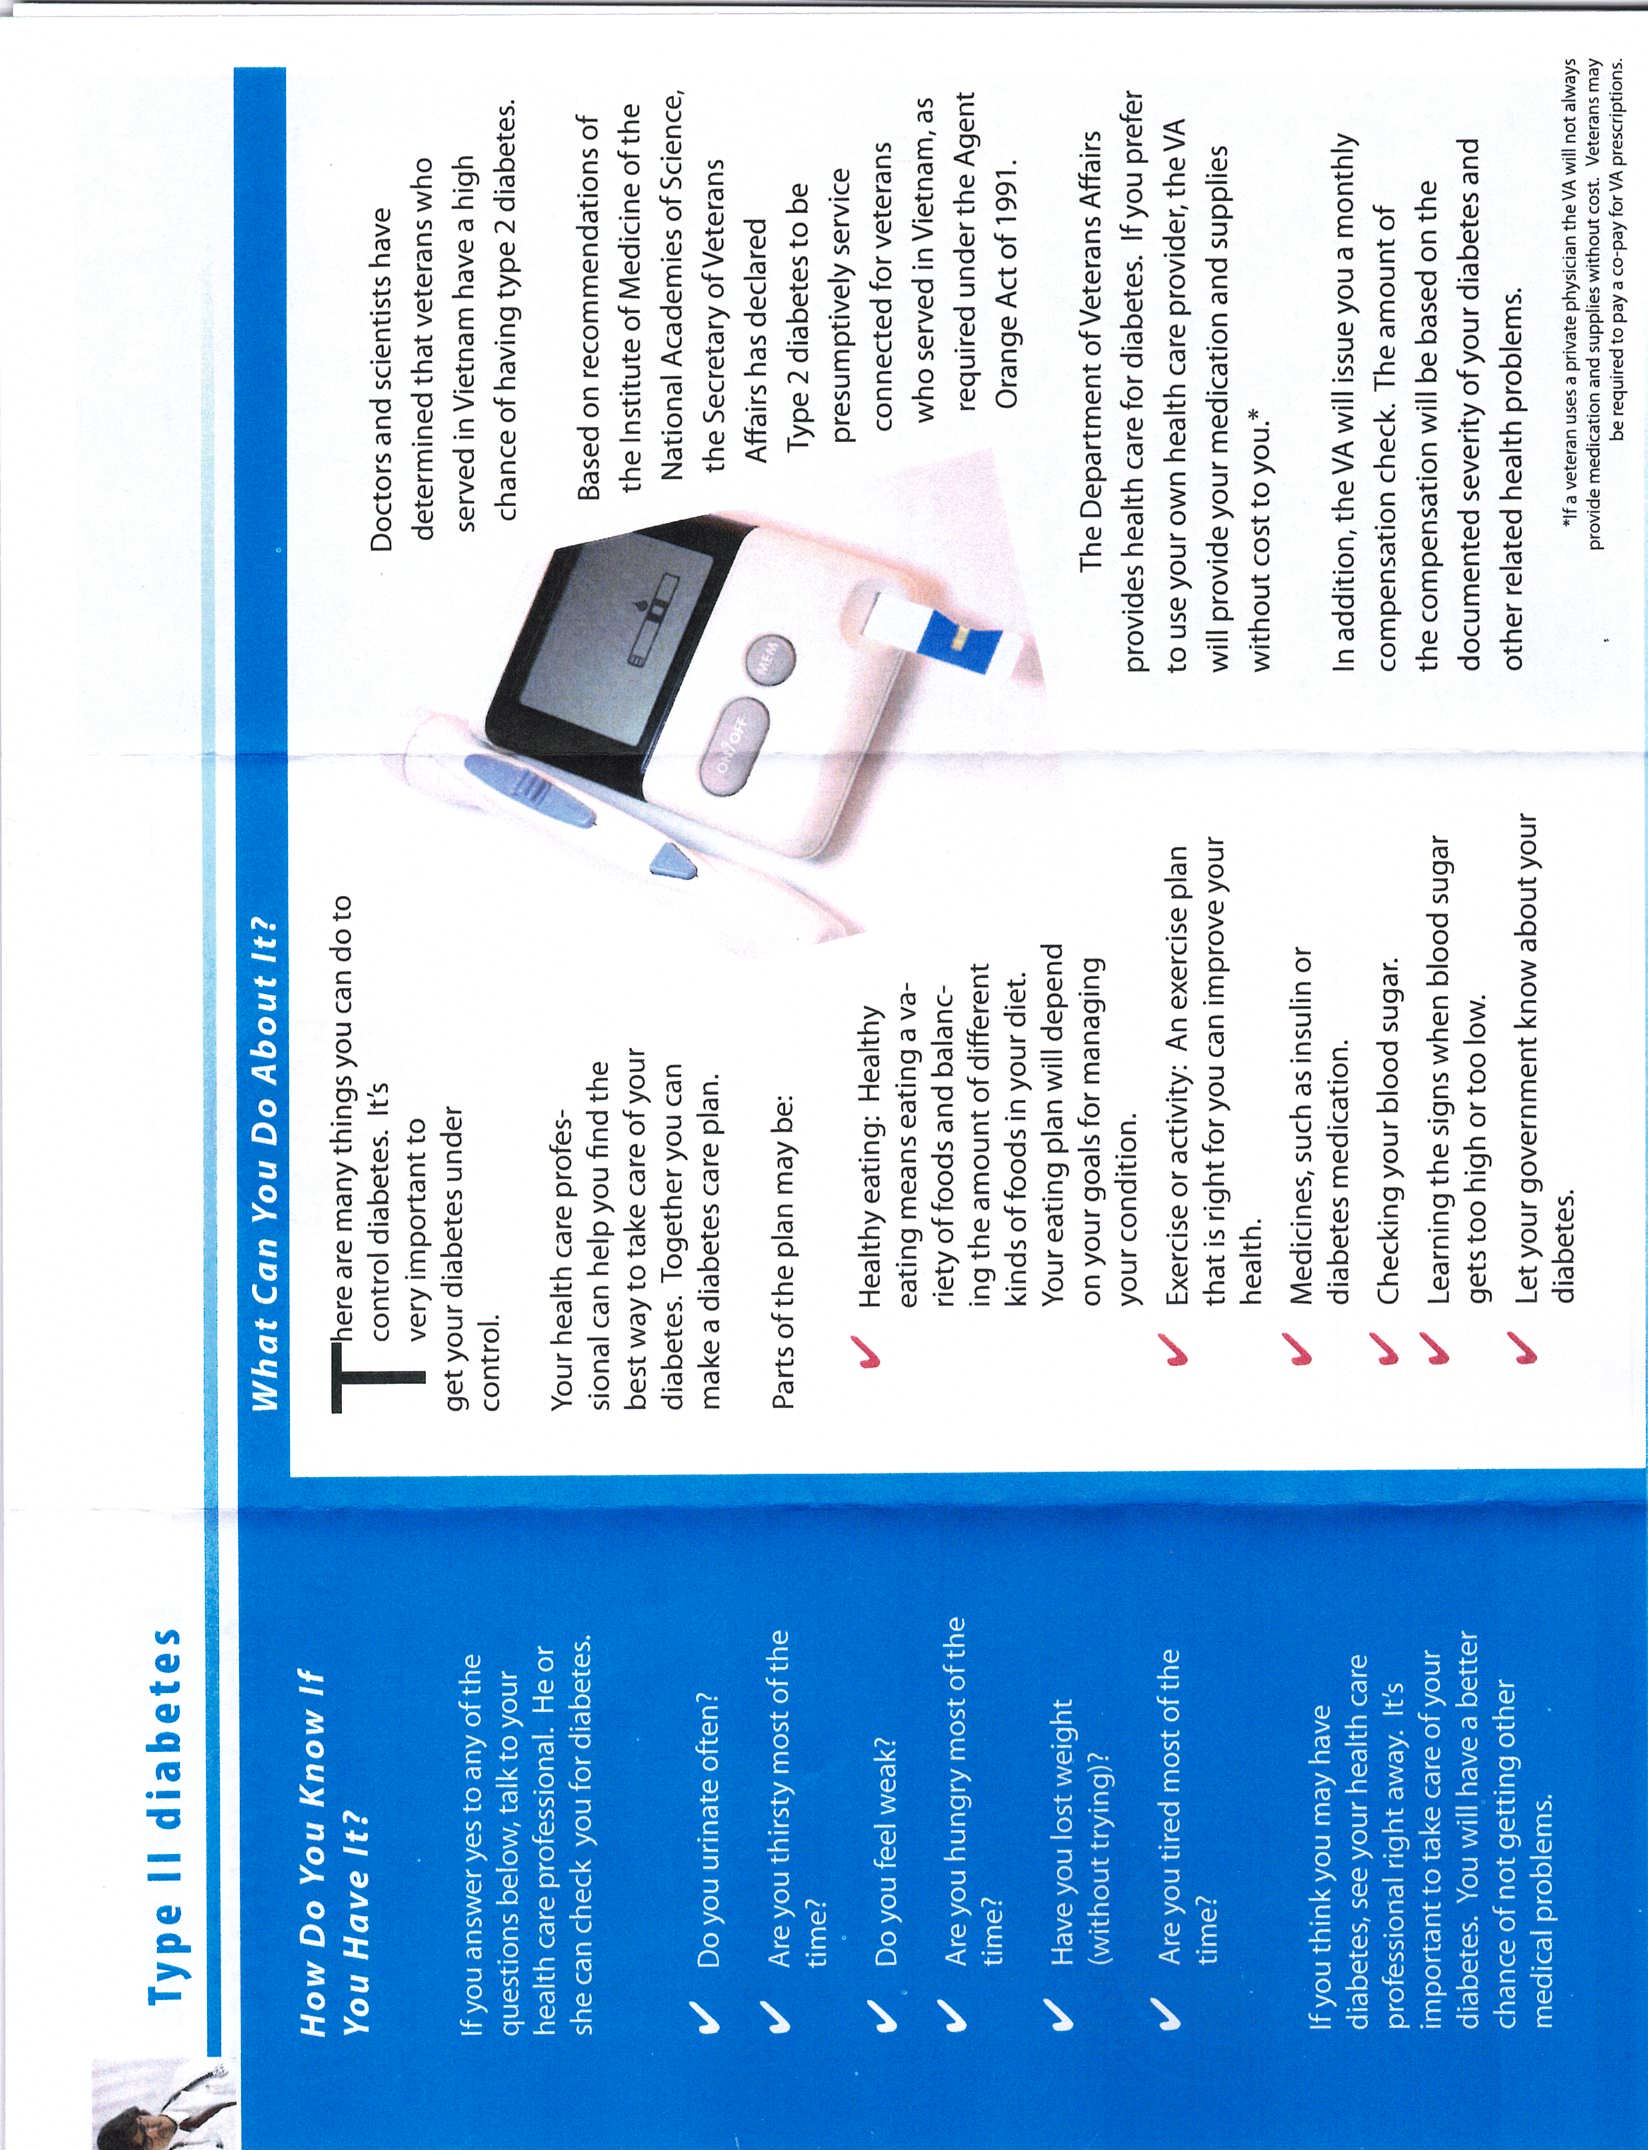 Type II diabetes
How Do You Know If
You Have It?
If you answer yes to any of the
questions below, talk to your
health care professional. He or
she can check you for diabetes.
✔ Do you urinate often?
✔ Are you thirsty most of the
time?
✔ Do you feel weak?
✔ Are you hungry most of the
time?
✔ Have you lost weight
(without trying)?
✔ Are you tired most of the
time?
If you think you may have
diabetes, see your health care
professional right away. It's
important to take care of your
diabetes. You will have a better
chance of not getting other
medical problems.
What Can You Do About It?
There are many things you can do to
control diabetes. It's
very important to
get your diabetes under
control.
Your health care profes-
sional can help you find the
best way to take care of your
diabetes. Together you can
make a diabetes care plan.
Parts of the plan may be:
✔ Healthy eating: Healthy
eating means eating a va-
riety of foods and balanc-
ing the amount of different
kinds of foods in your diet.
Your eating plan will depend
on your goals for managing
your condition.
✔ Exercise or activity: An exercise plan
that is right for you can improve your
health.
✔ Medicines, such as insulin or
diabetes medication.
✔ Checking your blood sugar.
✔ Learning the signs when blood sugar
gets too high or too low.
✔ Let your government know about your
diabetes.
ON/OFF
MEM
Doctors and scientists have
determined that veterans who
served in Vietnam have a high
chance of having type 2 diabetes.
Based on recommendations of
the Institute of Medicine of the
National Academies of Science,
the Secretary of Veterans
Affairs has declared
Type 2 diabetes to be
presumptively service
connected for veterans
who served in Vietnam, as
required under the Agent
Orange Act of 1991.
The Department of Veterans Affairs
provides health care for diabetes. If you prefer
to use your own health care provider, the VA
will provide your medication and supplies
without cost to you.*
In addition, the VA will issue you a monthly
compensation check. The amount of
the compensation will be based on the
documented severity of your diabetes and
other related health problems.
*If a veteran uses a private physician the VA will not always
provide medication and supplies without cost. Veterans may
be required to pay a co-pay for VA prescriptions.